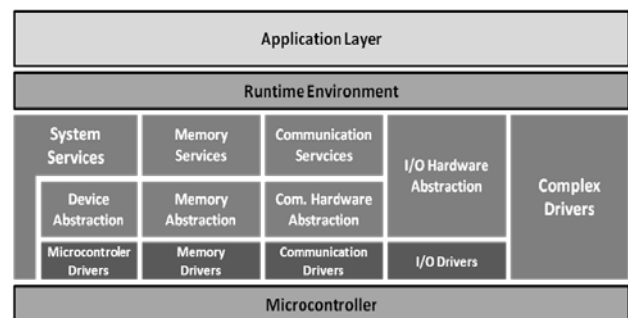 Application Layer
Runtime Environment
System
Services
Memory
Services
Communication
Servcices
I/O Hardware
Abstraction
Complex
Drivers
Device
Abstraction
Memory
Abstraction
Com. Hardware
Abstraction
Microcontroler
Drivers
Memory
Drivers
Communication
Drivers
I/O Drivers
Microcontroller